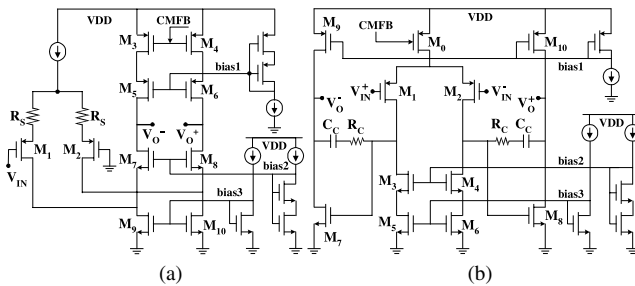 VDD
CMFB
M3
M4
bias1
M5
M6
RS
RS
VO-
VO+
M1
M2
VIN
M7
M8
VDD
bias2
bias3
M9
M10
(a)
M9
CMFB
VDD
M0
M10
bias1
VO-
VIN+
M1
M2
VIN-
VO+
CC
RC
RC
CC
VDD
bias2
M3
M4
bias3
M5
M6
M7
M8
(b)